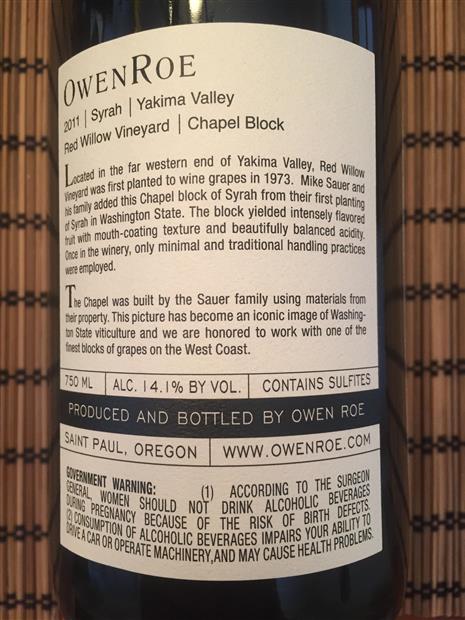 OWENROE
2011 | Syrah | Yakima Valley
Red Willow Vineyard | Chapel Block
Located in the far western end of Yakima Valley, Red Willow
Vineyard was first planted to wine grapes in 1973. Mike Sauer and
his family added this Chapel block of Syrah from their first planting
of Syrah in Washington State. The block yielded intensely flavored
fruit with mouth-coating texture and beautifully balanced acidity.
Once in the winery, only minimal and traditional handling practices
were employed.
The Chapel was built by the Sauer family using materials from
their property. This picture has become an iconic image of Washing-
ton State viticulture and we are honored to work with one of the
finest blocks of grapes on the West Coast.
750 ML | ALC. 14.1% BY VOL. | CONTAINS SULFITES
PRODUCED AND BOTTLED BY OWEN ROE
SAINT PAUL, OREGON | WWW.OWENROE.COM
GOVERNMENT WARNING: (1) ACCORDING TO THE SURGEON
GENERAL, WOMEN SHOULD NOT DRINK ALCOHOLIC BEVERAGES
DURING PREGNANCY BECAUSE OF THE RISK OF BIRTH DEFECTS.
(2) CONSUMPTION OF ALCOHOLIC BEVERAGES IMPAIRS YOUR ABILITY TO
DRIVE A CAR OR OPERATE MACHINERY, AND MAY CAUSE HEALTH PROBLEMS.